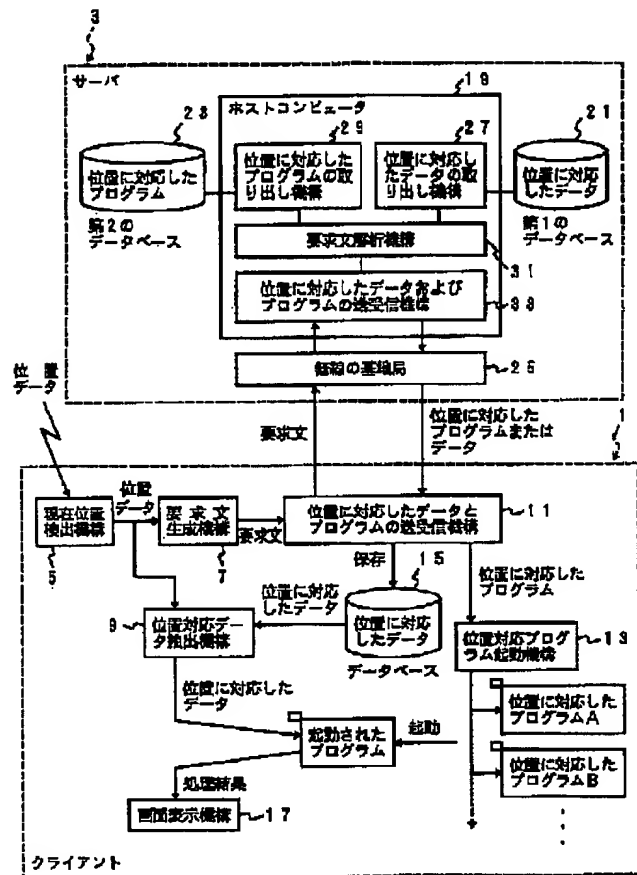 3
サーバ
19
ホストコンピュータ
23
29
27
21
位置に対応した
プログラム
位置に対応した
プログラムの取
り出し機構
位置に対応し
たデータの取
り出し機構
位置に対応
したデータ
第2の
データベース
第1の
データベース
要求文解析機構
31
位置に対応したデータおよび
プログラムの送受信機構
33
無線の基地局
25
位置
データ
要求文
位置に対応した
プログラムまたは
データ
1
現在位置
検出機構
5
位置
データ
要求文
生成機構
7
要求文
位置に対応したデータと
プログラムの送受信機構
11
保存
15
位置に対応した
プログラム
9
位置対応デー
タ抽出機構
位置に対応
したデータ
位置に対応
したデータ
データベース
位置対応プログ
ラム起動機構
13
位置に対応した
データ
起動された
プログラム
起動
位置に対応した
プログラムA
位置に対応した
プログラムB
処理結果
画面表示機構
17
クライアント